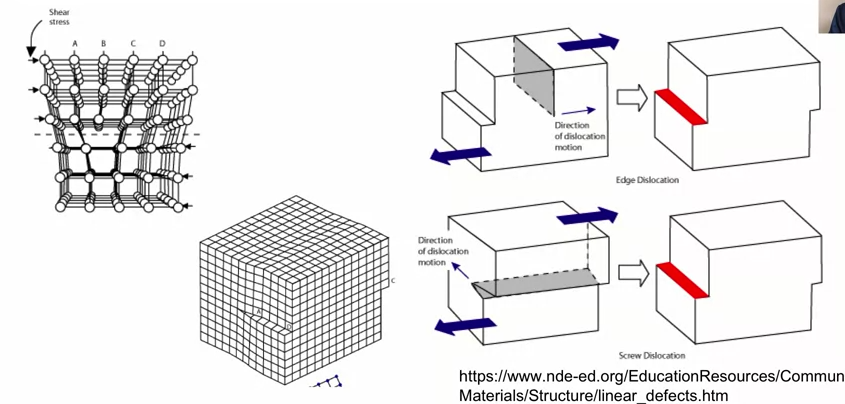 Shear
stress
A B C D
Direction
of dislocation
motion
Edge Dislocation
Direction
of dislocation
motion
C
A
D
Screw Dislocation
https://www.nde-ed.org/EducationResources/Commun
Materials/Structure/linear_defects.htm